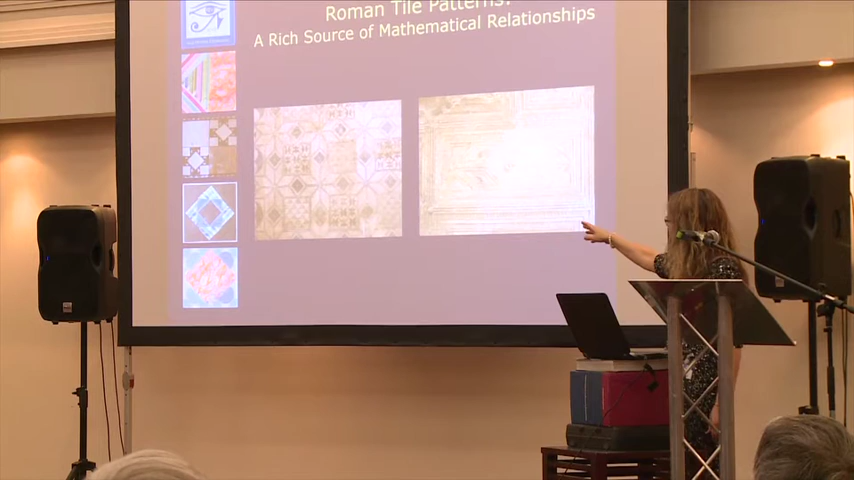 Roman Tile Patterns:
A Rich Source of Mathematical Relationships